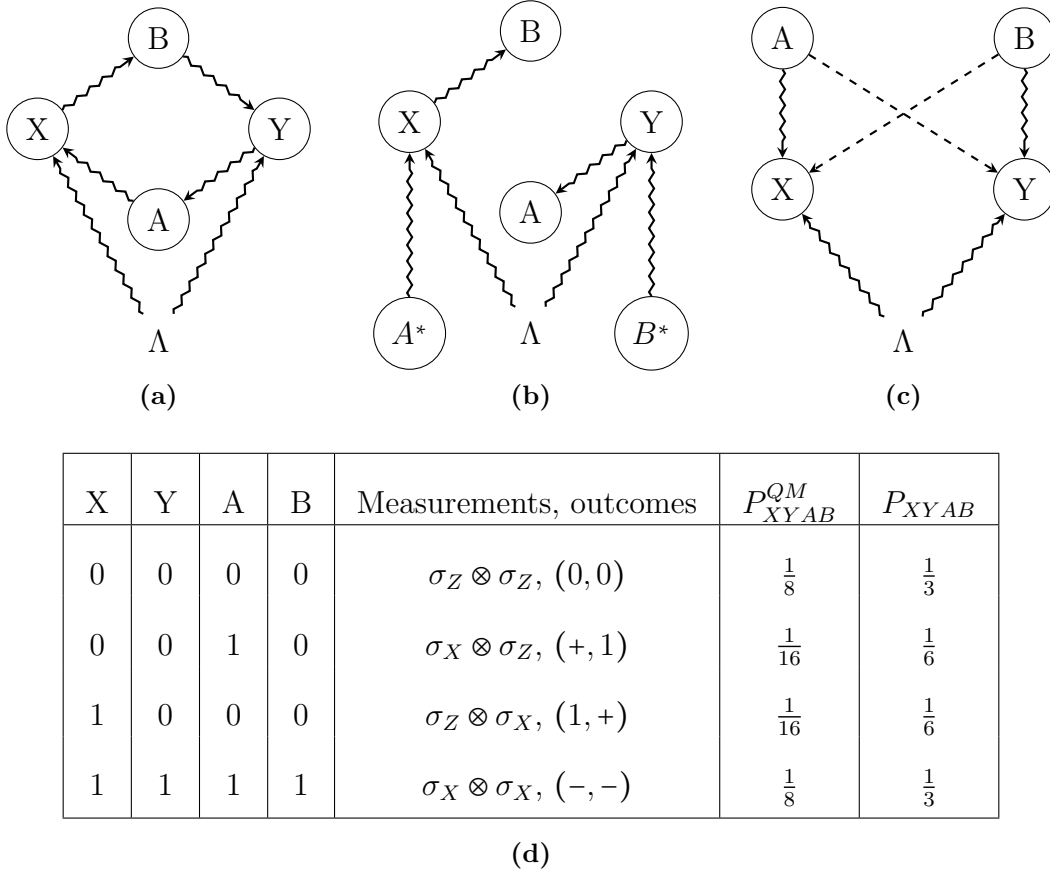 B
X Y
A
Λ
(a)
B
X Y
A
A* Λ B*
(b)
A B
X Y
Λ
(c)
X Y A B Measurements, outcomes $P^{QM}_{XYAB}$ $P_{XYAB}$
0 0 0 0 σ_Z ⊗ σ_Z, (0,0) 1/8 1/3
0 0 1 0 σ_X ⊗ σ_Z, (+,1) 1/16 1/6
1 0 0 0 σ_Z ⊗ σ_X, (1,+) 1/16 1/6
1 1 1 1 σ_X ⊗ σ_X, (−,−) 1/8 1/3
(d)